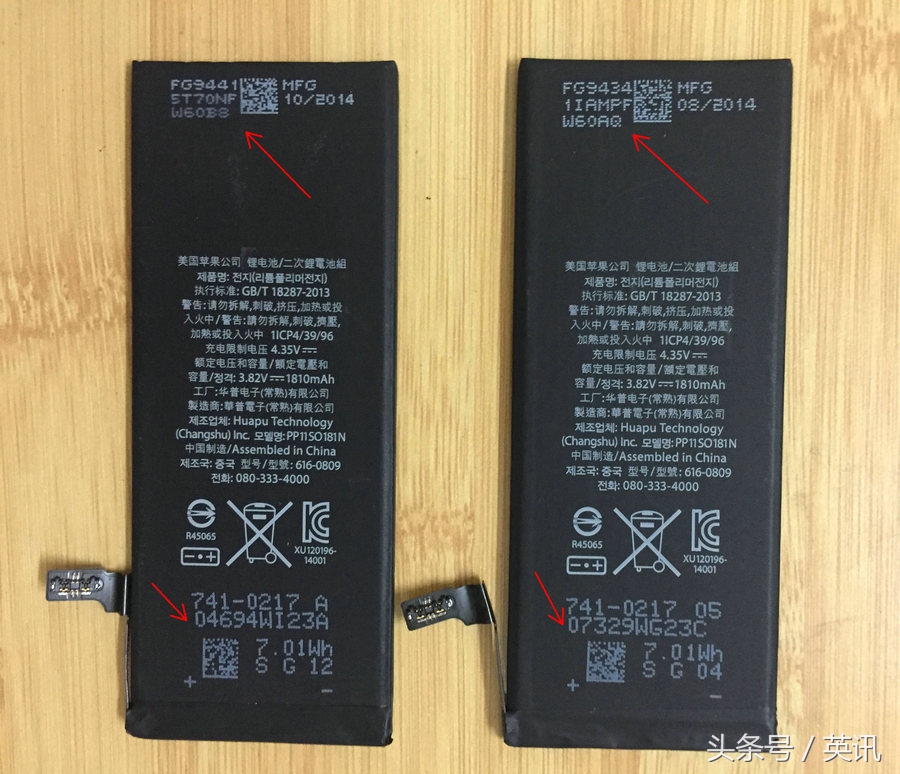 FG9441 MFG
5T70NF 10/2014
W60B8
美国苹果公司 锂电池/二次鋰電池組
제품명: 전지(리튬폴리머전지)
执行标准: GB/T 18287-2013
警告:请勿拆解,刺破,挤压,加热或投
入火中/警告:請勿拆解,刺破,擠壓,
加熱或投入火中 1ICP4/39/96
充电限制电压 4.35V⎓
额定电压和容量/額定電壓和
容量/정격: 3.82V⎓1810mAh
工厂:华普电子(常熟)有限公司
製造商:華普電子(常熟)有限公司
제조업체: Huapu Technology
(Changshu) Inc. 모델명: PP11SO181N
中国制造/Assembled in China
제조국: 중국 型号/型號: 616-0809
전화: 080-333-4000
R45065
XU120196-
14001
741-0217 A
04694WI23A
7.01Wh
S G 12
+ −
FG9434 MFG
1IAMPF 08/2014
W60AQ
美国苹果公司 锂电池/二次鋰電池組
제품명: 전지(리튬폴리머전지)
执行标准: GB/T 18287-2013
警告:请勿拆解,刺破,挤压,加热或投
入火中/警告:請勿拆解,刺破,擠壓,
加熱或投入火中 1ICP4/39/96
充电限制电压 4.35V⎓
额定电压和容量/額定電壓和
容量/정격: 3.82V⎓1810mAh
工厂:华普电子(常熟)有限公司
製造商:華普電子(常熟)有限公司
제조업체: Huapu Technology
(Changshu) Inc. 모델명: PP11SO181N
中国制造/Assembled in China
제조국: 중국 型号/型號: 616-0809
전화: 080-333-4000
R45065
XU120196-
14001
741-0217 05
07329WG23C
7.01Wh
S G 04
+ −
头条号 / 英讯